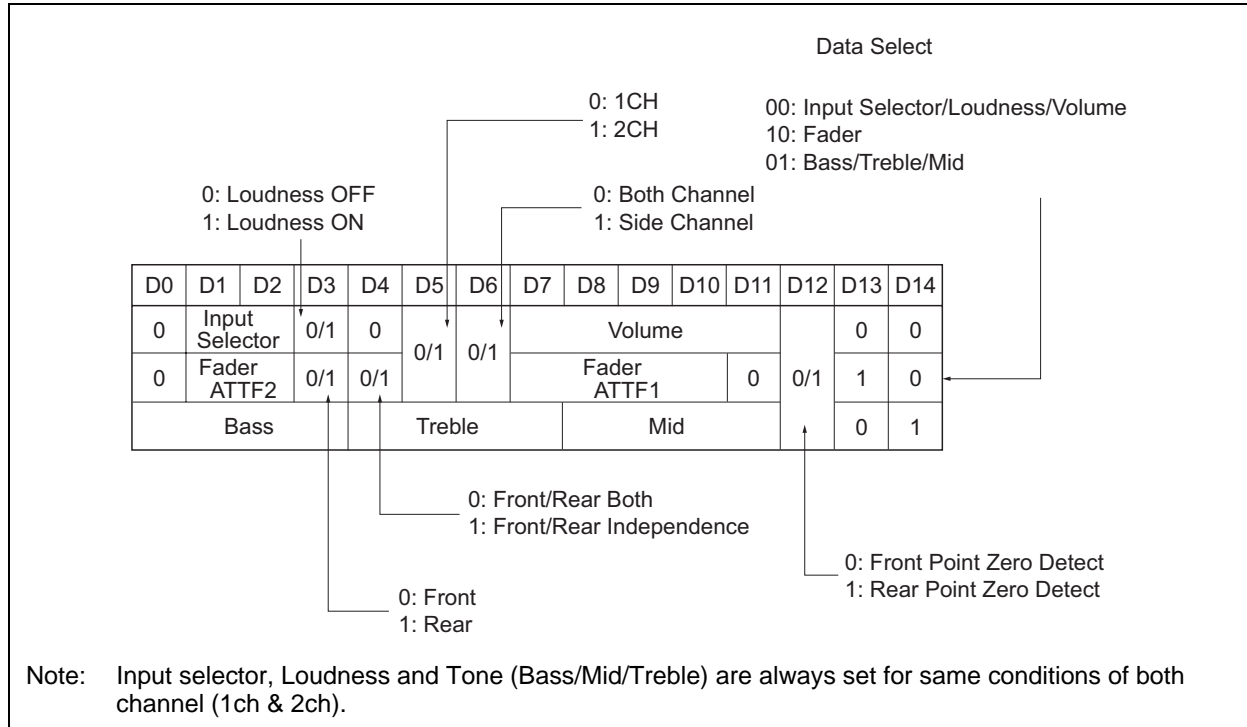 Data Select
0: 1CH
1: 2CH
00: Input Selector/Loudness/Volume
10: Fader
01: Bass/Treble/Mid
0: Loudness OFF
1: Loudness ON
0: Both Channel
1: Side Channel
D0 D1 D2 D3 D4 D5 D6 D7 D8 D9 D10 D11 D12 D13 D14
0 Input Selector 0/1 0 0/1 0/1 Volume 0/1 0 0
0 Fader ATTF2 0/1 0/1 Fader ATTF1 0 1 0
Bass Treble Mid 0 1
0: Front/Rear Both
1: Front/Rear Independence
0: Front Point Zero Detect
1: Rear Point Zero Detect
0: Front
1: Rear
Note: Input selector, Loudness and Tone (Bass/Mid/Treble) are always set for same conditions of both
channel (1ch & 2ch).